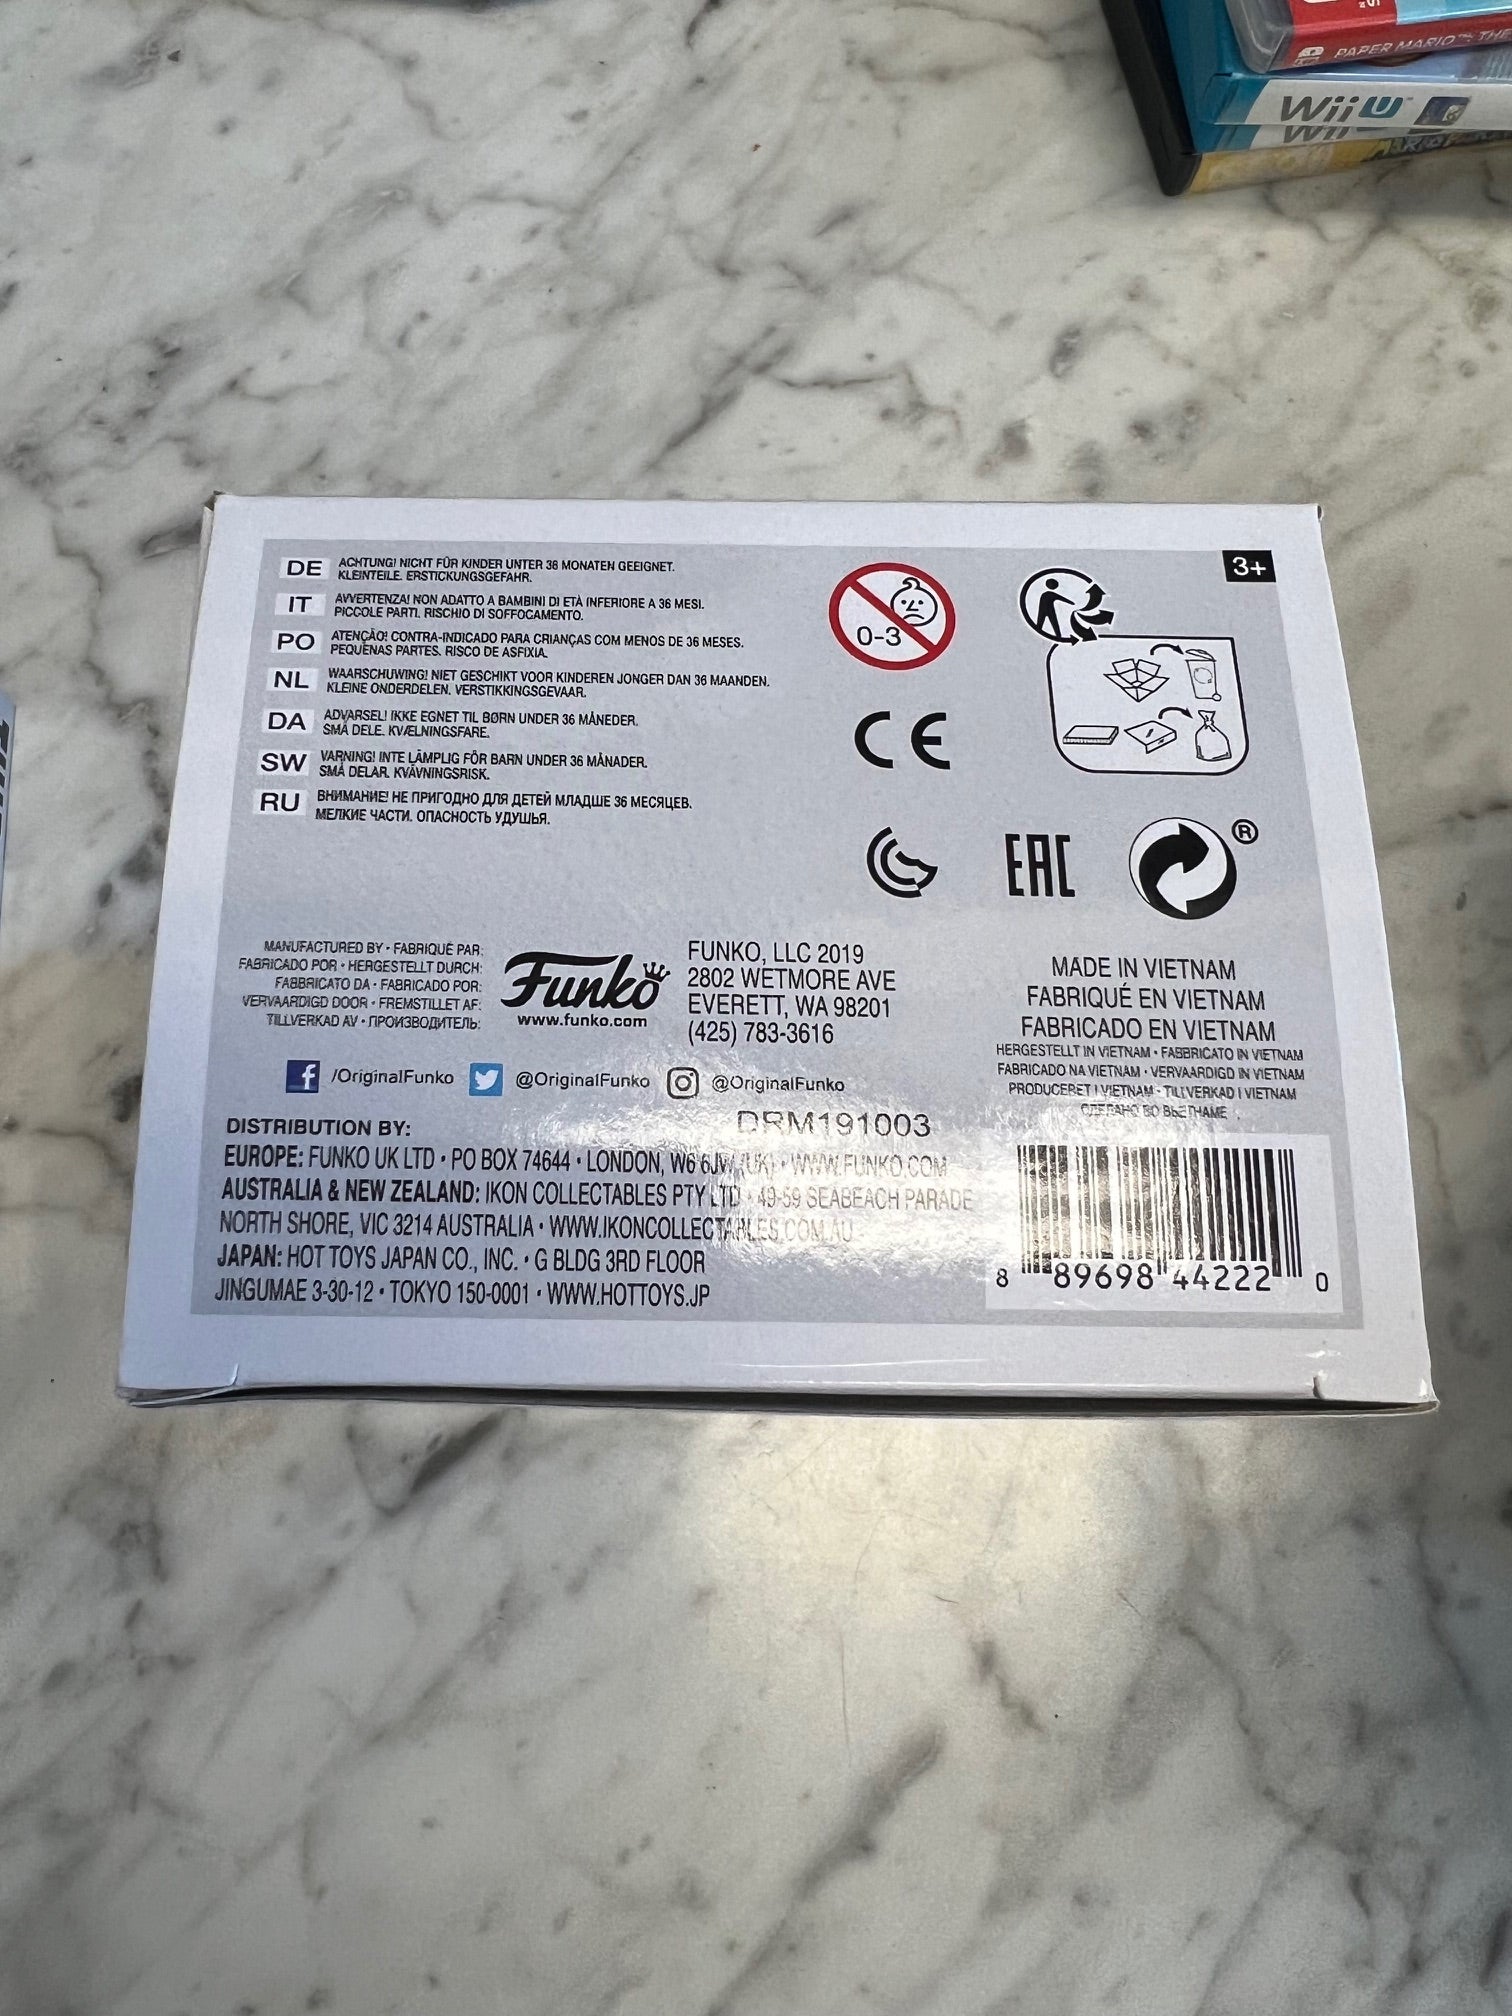 PAPER MARIO™ THE
Wii U
Wii
DE ACHTUNG! NICHT FÜR KINDER UNTER 36 MONATEN GEEIGNET.
KLEINTEILE. ERSTICKUNGSGEFAHR.
IT AVVERTENZA! NON ADATTO A BAMBINI DI ETÀ INFERIORE A 36 MESI.
PICCOLE PARTI. RISCHIO DI SOFFOCAMENTO.
PO ATENÇÃO! CONTRA-INDICADO PARA CRIANÇAS COM MENOS DE 36 MESES.
PEQUENAS PARTES. RISCO DE ASFIXIA.
NL WAARSCHUWING! NIET GESCHIKT VOOR KINDEREN JONGER DAN 36 MAANDEN.
KLEINE ONDERDELEN. VERSTIKKINGSGEVAAR.
DA ADVARSEL! IKKE EGNET TIL BØRN UNDER 36 MÅNEDER.
SMÅ DELE. KVÆLNINGSFARE.
SW VARNING! INTE LÄMPLIG FÖR BARN UNDER 36 MÅNADER.
SMÅ DELAR. KVÄVNINGSRISK.
RU ВНИМАНИЕ! НЕ ПРИГОДНО ДЛЯ ДЕТЕЙ МЛАДШЕ 36 МЕСЯЦЕВ.
МЕЛКИЕ ЧАСТИ. ОПАСНОСТЬ УДУШЬЯ.
0-3
3+
CE
EAC
®
MANUFACTURED BY • FABRIQUÉ PAR:
FABRICADO POR • HERGESTELLT DURCH:
FABBRICATO DA • FABRICADO POR:
VERVAARDIGD DOOR • FREMSTILLET AF:
TILLVERKAD AV • ПРОИЗВОДИТЕЛЬ:
Funko
www.funko.com
FUNKO, LLC 2019
2802 WETMORE AVE
EVERETT, WA 98201
(425) 783-3616
MADE IN VIETNAM
FABRIQUÉ EN VIETNAM
FABRICADO EN VIETNAM
HERGESTELLT IN VIETNAM • FABBRICATO IN VIETNAM
FABRICADO NA VIETNAM • VERVAARDIGD IN VIETNAM
PRODUCERET I VIETNAM • TILLVERKAD I VIETNAM
СДЕЛАНО ВО ВЬЕТНАМЕ
/OriginalFunko @OriginalFunko @OriginalFunko
DRM191003
DISTRIBUTION BY:
EUROPE: FUNKO UK LTD • PO BOX 74644 • LONDON, W6 6JW (UK) • WWW.FUNKO.COM
AUSTRALIA & NEW ZEALAND: IKON COLLECTABLES PTY LTD • 49-59 SEABEACH PARADE
NORTH SHORE, VIC 3214 AUSTRALIA • WWW.IKONCOLLECTABLES.COM.AU
JAPAN: HOT TOYS JAPAN CO., INC. • G BLDG 3RD FLOOR
JINGUMAE 3-30-12 • TOKYO 150-0001 • WWW.HOTTOYS.JP
8 89698 44222 0